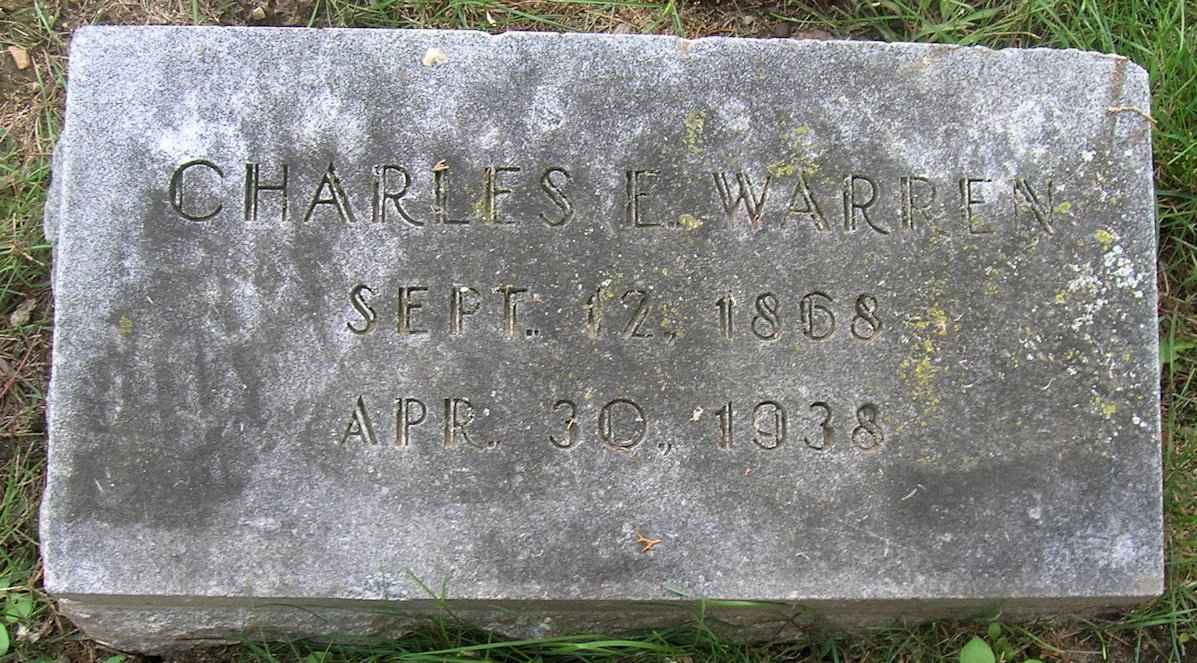 CHARLES E. WARREN
SEPT. 12, 1868
APR. 30, 1938